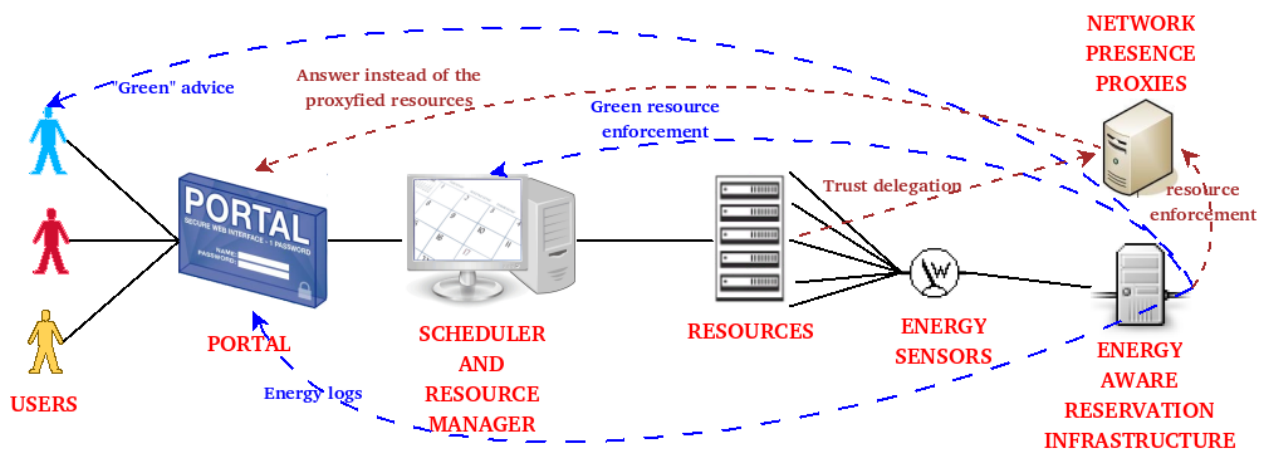 NETWORK
PRESENCE
PROXIES
"Green" advice
Answer instead of the
proxyfied resources
Green resource
enforcement
Trust delegation
resource
enforcement
PORTAL
SECURE WEB INTERFACE - 1 PASSWORD
NAME:
PASSWORD:
W
PORTAL
SCHEDULER
AND
RESOURCE
MANAGER
RESOURCES
ENERGY
SENSORS
ENERGY
AWARE
RESERVATION
INFRASTRUCTURE
Energy logs
USERS